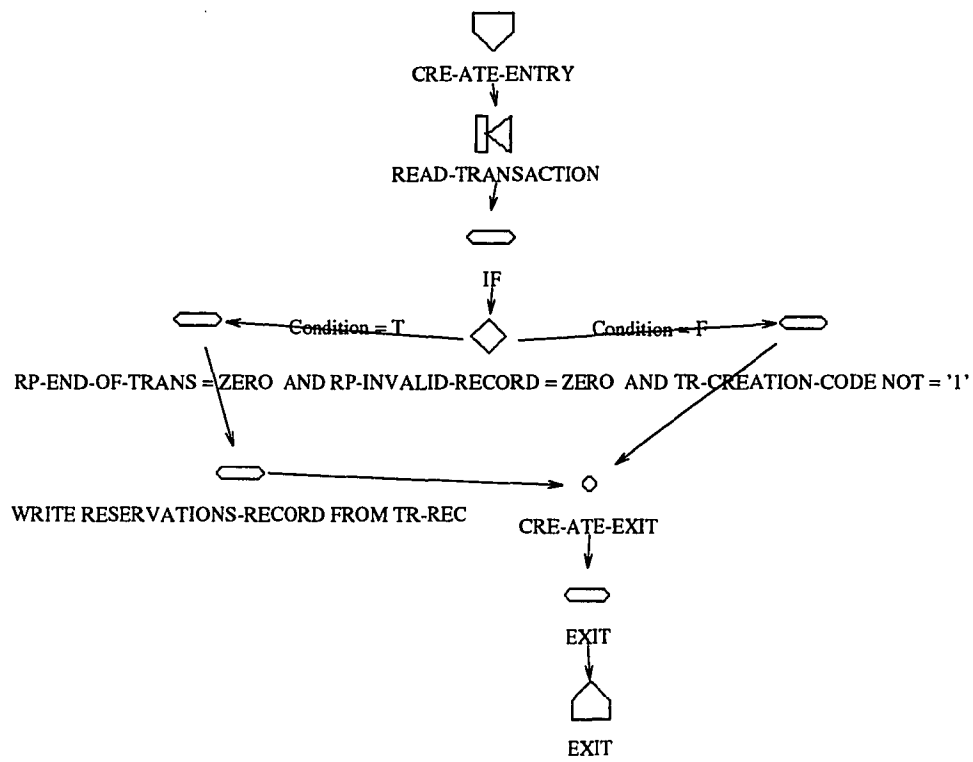 CRE-ATE-ENTRY
READ-TRANSACTION
IF
Condition = T
Condition = F
RP-END-OF-TRANS = ZERO AND RP-INVALID-RECORD = ZERO AND TR-CREATION-CODE NOT = '1'
WRITE RESERVATIONS-RECORD FROM TR-REC
CRE-ATE-EXIT
EXIT
EXIT